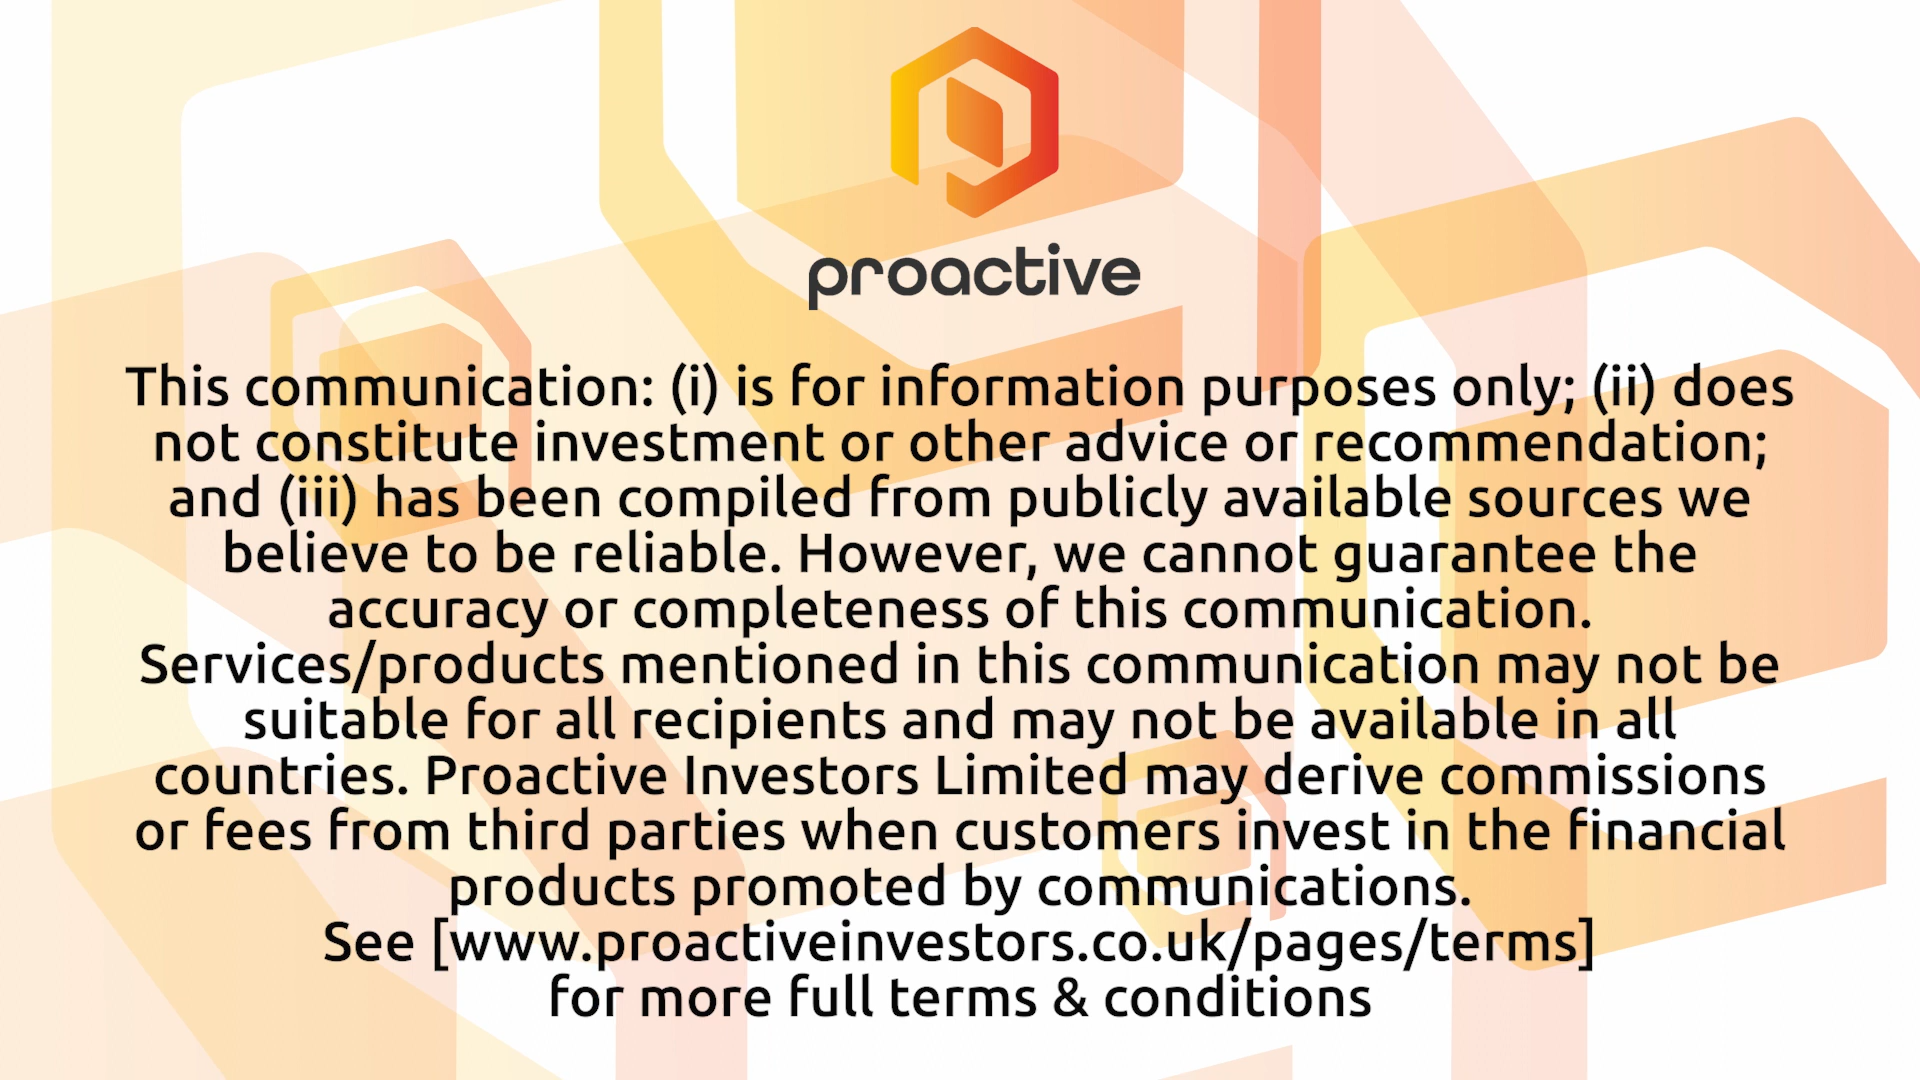 proactive
This communication: (i) is for information purposes only; (ii) does
not constitute investment or other advice or recommendation;
and (iii) has been compiled from publicly available sources we
believe to be reliable. However, we cannot guarantee the
accuracy or completeness of this communication.
Services/products mentioned in this communication may not be
suitable for all recipients and may not be available in all
countries. Proactive Investors Limited may derive commissions
or fees from third parties when customers invest in the financial
products promoted by communications.
See [www.proactiveinvestors.co.uk/pages/terms]
for more full terms & conditions